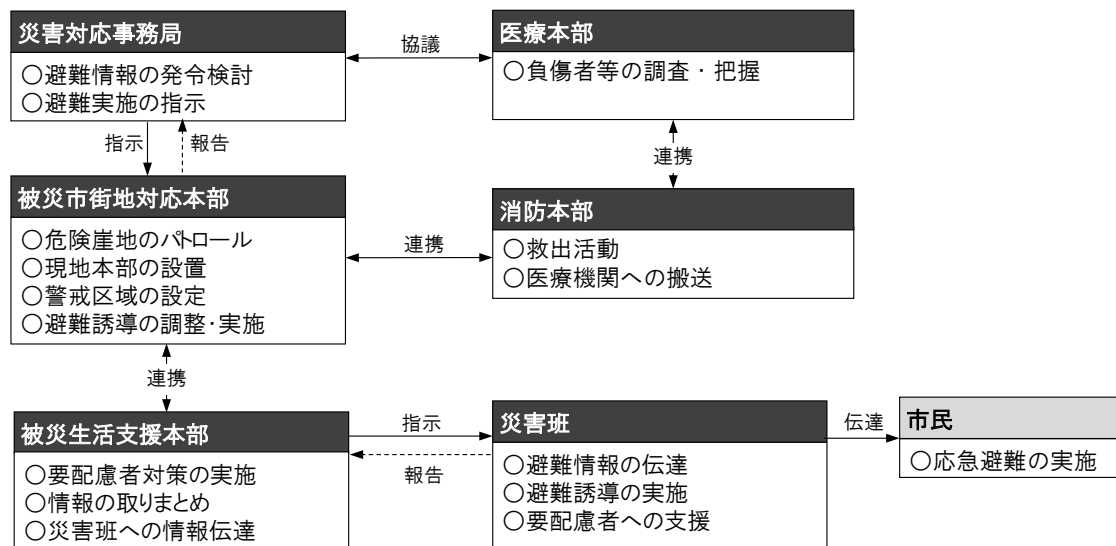 災害対応事務局
○避難情報の発令検討
○避難実施の指示
協議
医療本部
○負傷者等の調査・把握
指示
報告
連携
被災市街地対応本部
○危険崖地のパトロール
○現地本部の設置
○警戒区域の設定
○避難誘導の調整・実施
連携
消防本部
○救出活動
○医療機関への搬送
連携
被災生活支援本部
○要配慮者対策の実施
○情報の取りまとめ
○災害班への情報伝達
指示
報告
災害班
○避難情報の伝達
○避難誘導の実施
○要配慮者への支援
伝達
市民
○応急避難の実施